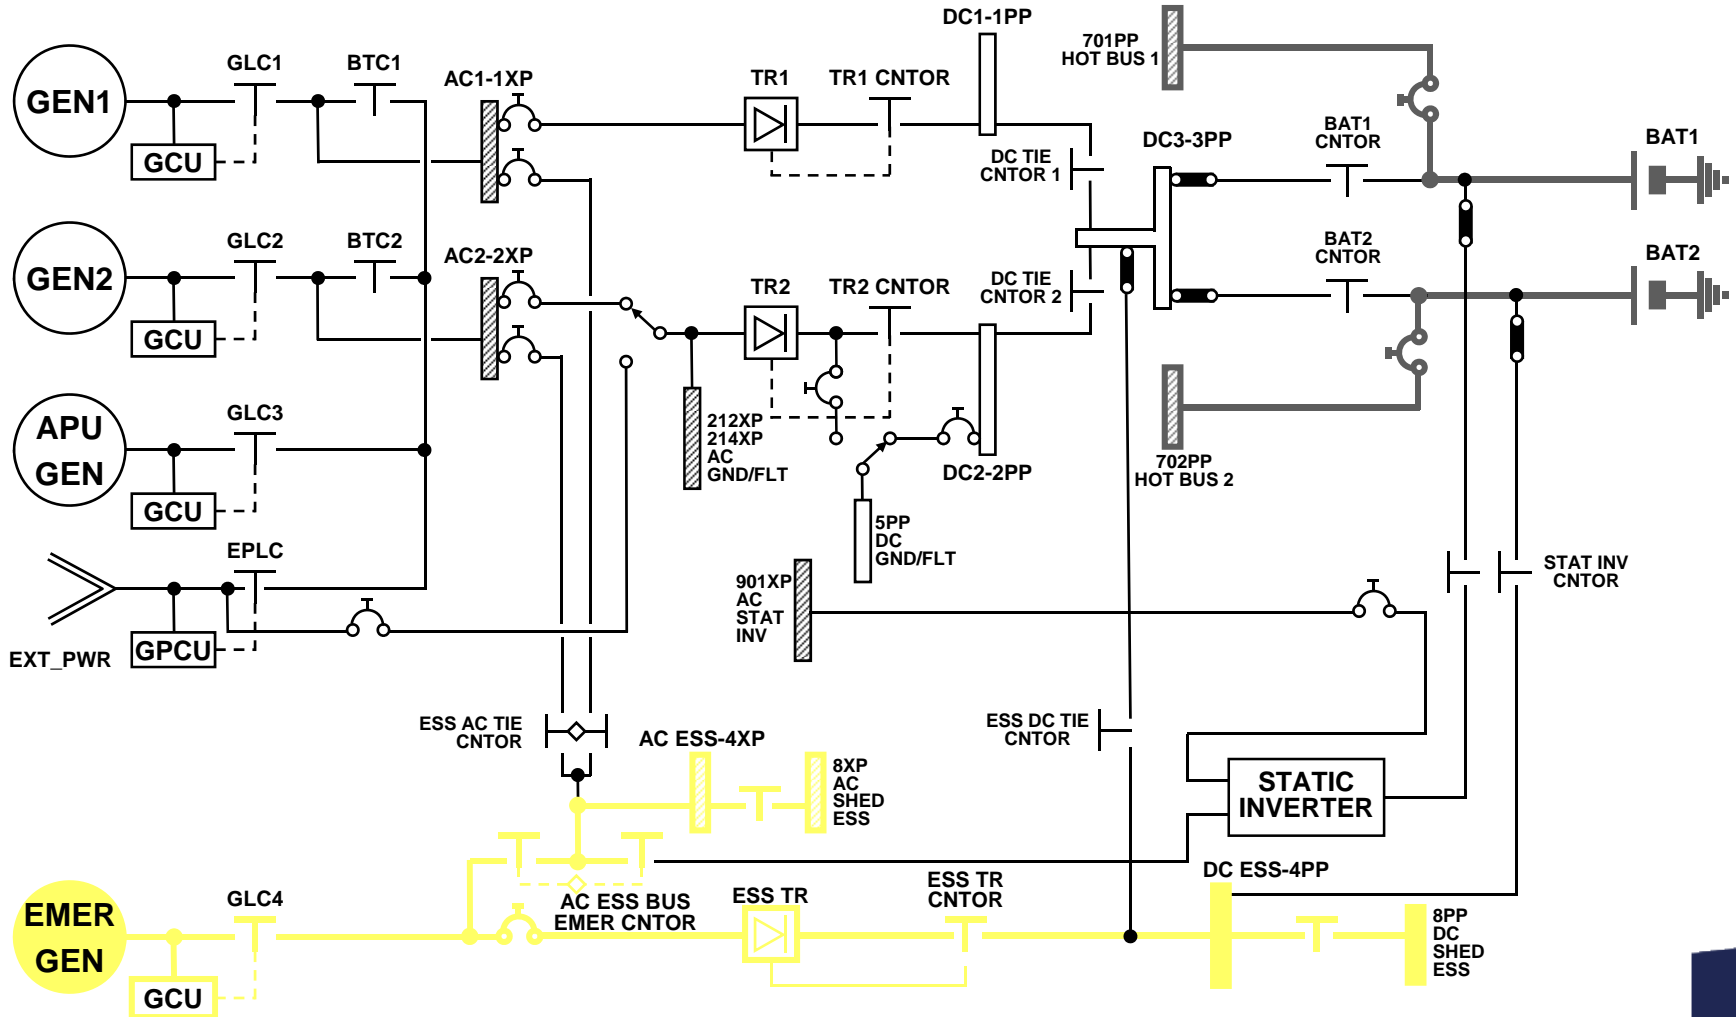 DC1-1PP
701PP
HOT BUS 1
GLC1
BTC1
AC1-1XP
TR1
TR1 CNTOR
GEN1
GCU
DC TIE
CNTOR 1
DC3-3PP
BAT1
CNTOR
BAT1
GLC2
BTC2
AC2-2XP
TR2
TR2 CNTOR
DC TIE
CNTOR 2
BAT2
CNTOR
BAT2
GEN2
GCU
APU
GEN
GLC3
GCU
212XP
214XP
AC
GND/FLT
DC2-2PP
702PP
HOT BUS 2
5PP
DC
GND/FLT
EPLC
EXT_PWR
GPCU
901XP
AC
STAT
INV
STAT INV
CNTOR
ESS AC TIE
CNTOR
AC ESS-4XP
8XP
AC
SHED
ESS
ESS DC TIE
CNTOR
STATIC
INVERTER
EMER
GEN
GLC4
GCU
AC ESS BUS
EMER CNTOR
ESS TR
ESS TR
CNTOR
DC ESS-4PP
8PP
DC
SHED
ESS